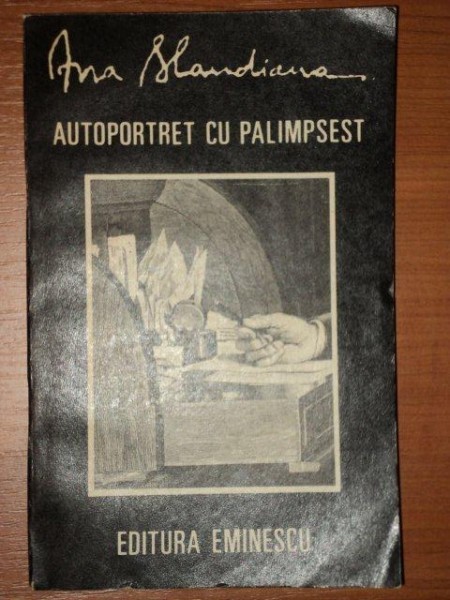 Ana Blandiana
AUTOPORTRET CU PALIMPSEST
EDITURA EMINESCU